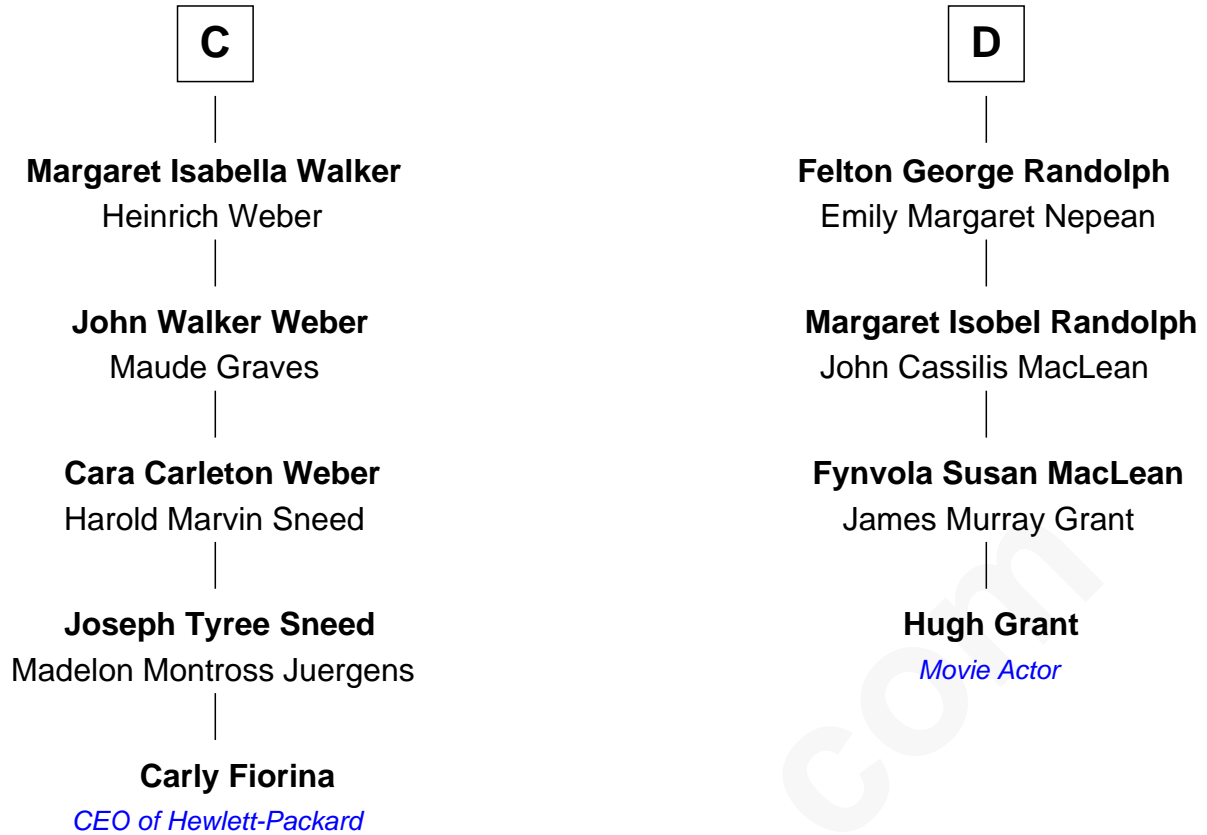 C
Margaret Isabella Walker
Heinrich Weber
John Walker Weber
Maude Graves
Cara Carleton Weber
Harold Marvin Sneed
Joseph Tyree Sneed
Madelon Montross Juergens
Carly Fiorina
CEO of Hewlett-Packard
D
Felton George Randolph
Emily Margaret Nepean
Margaret Isobel Randolph
John Cassilis MacLean
Fynvola Susan MacLean
James Murray Grant
Hugh Grant
Movie Actor
com